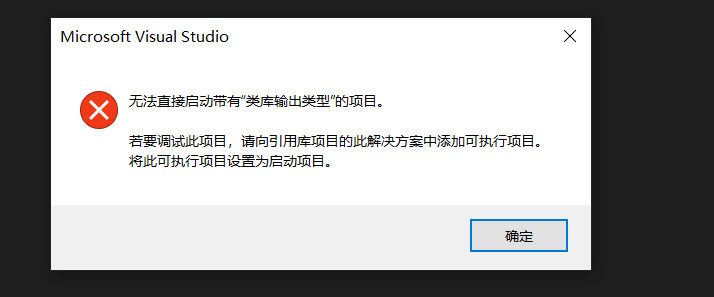 Microsoft Visual Studio
无法直接启动带有“类库输出类型”的项目。
若要调试此项目，请向引用库项目的此解决方案中添加可执行项目。
将此可执行项目设置为启动项目。
确定